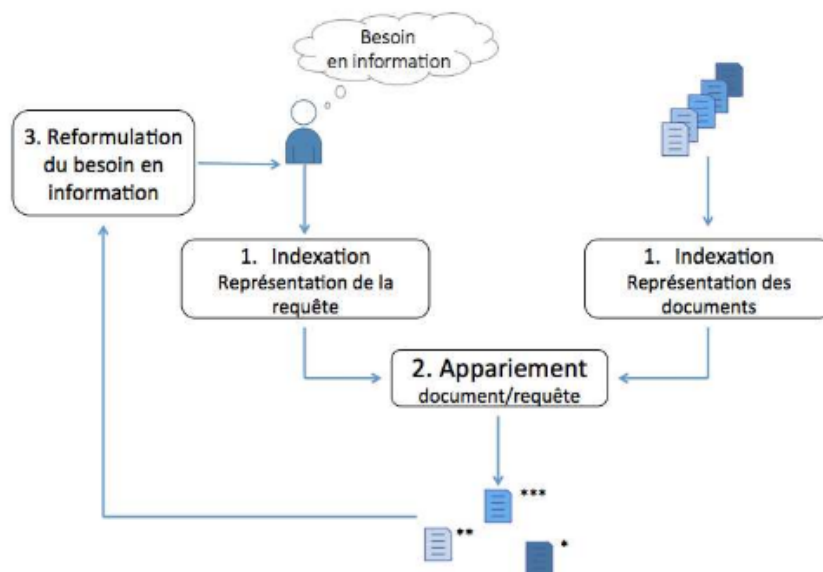 Besoin
en information
3. Reformulation
du besoin en
information
1. Indexation
Représentation de la
requête
1. Indexation
Représentation des
documents
2. Appariement
document/requête
***
**
*